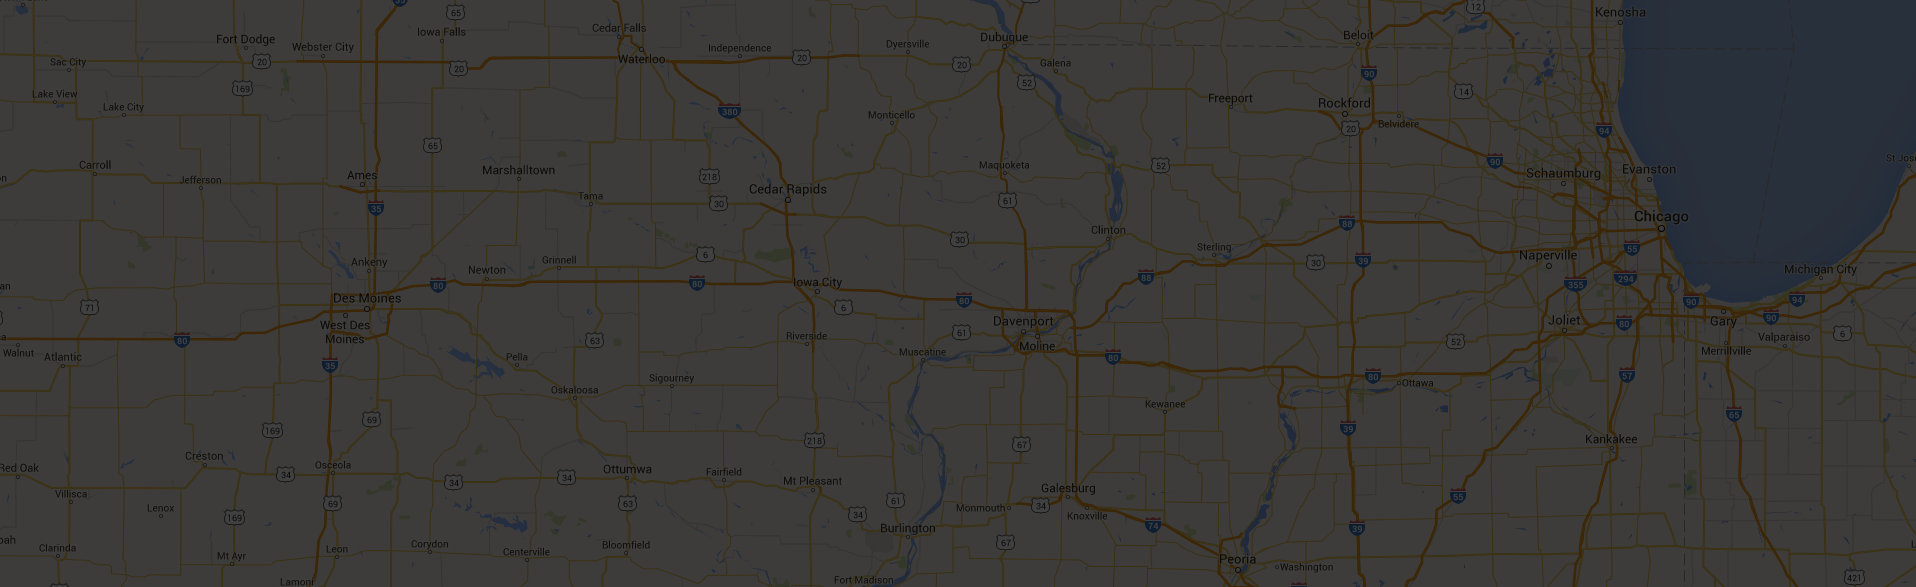 Kenosha
65
12
Iowa Falls
Cedar Falls
Fort Dodge
Webster City
Independence
Dyersville
Dubuque
Beloit
Sac City
20
20
Waterloo
20
20
Galena
90
169
52
14
Lake View
Lake City
380
Monticello
Freeport
Rockford
20
Belvidere
94
65
90
Carroll
Jefferson
Ames
Marshalltown
218
Cedar Rapids
Maquoketa
52
Schaumburg
Evanston
Tama
30
61
35
Chicago
88
30
Clinton
Sterling
55
Ankeny
Newton
Grinnell
6
30
39
Naperville
Michigan City
80
80
Iowa City
88
355
294
71
Des Moines
6
80
90
94
West Des
Moines
Davenport
61
Joliet
80
Gary
90
6
80
Walnut
Atlantic
63
Riverside
Muscatine
Moline
80
52
Merrillville
Valparaiso
35
Pella
Oskaloosa
Sigourney
80
Ottawa
57
Kewanee
65
69
169
218
67
39
Kankakee
Creston
Red Oak
34
Osceola
34
34
Ottumwa
Fairfield
Mt Pleasant
Galesburg
Villisca
Lenox
69
63
61
34
Monmouth
34
Knoxville
74
55
39
169
Burlington
67
Clarinda
Mt Ayr
Leon
Corydon
Centerville
Bloomfield
Fort Madison
Peoria
Washington
421
Lamoni